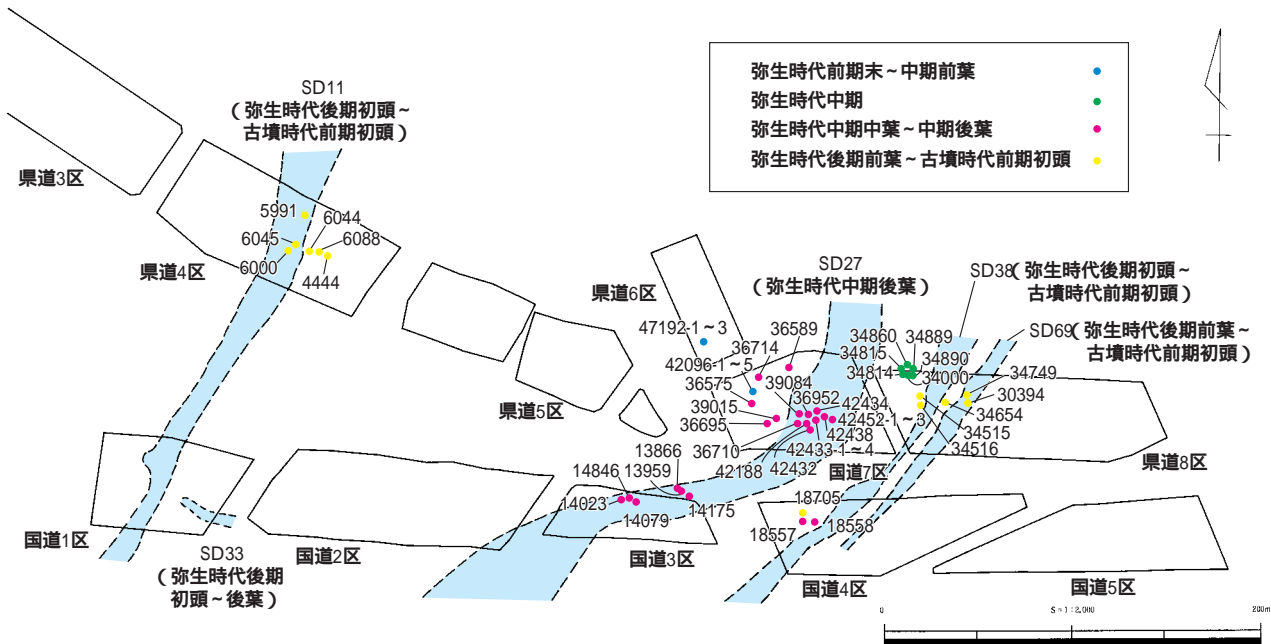 弥生時代前期末～中期前葉
弥生時代中期
弥生時代中期中葉～中期後葉
弥生時代後期前葉～古墳時代前期初頭
SD11
（弥生時代後期初頭～
古墳時代前期初頭）
県道3区
5991
6044
6045
6088
6000
4444
県道4区
県道6区
SD27
（弥生時代中期後葉）
SD38（弥生時代後期初頭～
古墳時代前期初頭）
SD69（弥生時代後期前葉～
古墳時代前期初頭）
47192-1～3
36589
36714
34860
34889
34815
34890
42096-1～5
34814
34000
34749
36575
39084
36952
30394
県道5区
39015
42434
34654
36695
42452-1～3
34515
36710
42438
34516
42433-1～4
42188
42432
国道7区
県道8区
13866
14846
13959
14023
14079
14175
18705
18557
18558
国道1区
SD33
（弥生時代後期
初頭～後葉）
国道2区
国道3区
国道4区
国道5区
0
S=1:2,000
200m